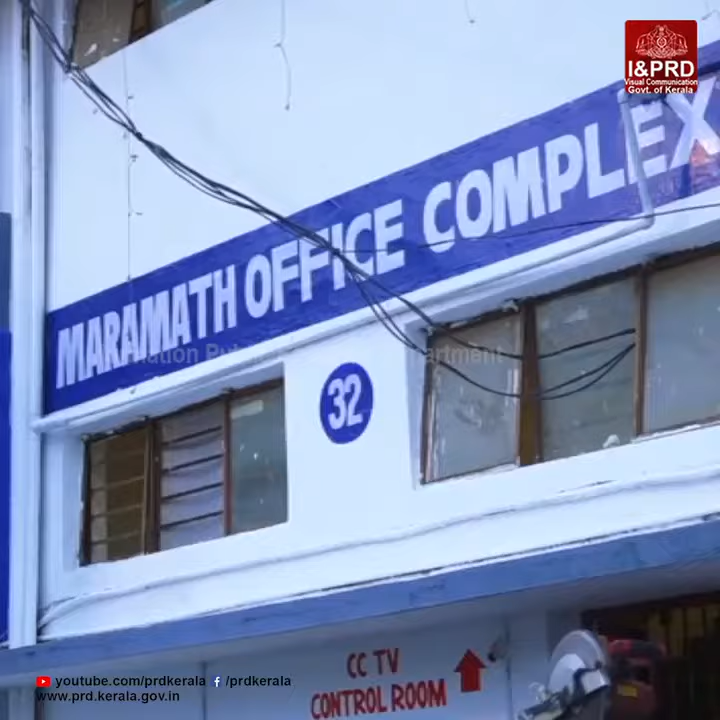 I&PRD
Visual Communication
Govt. of Kerala
MARAMATH OFFICE COMPLEX
32
CC TV
CONTROL ROOM
youtube.com/prdkerala f /prdkerala
www.prd.kerala.gov.in